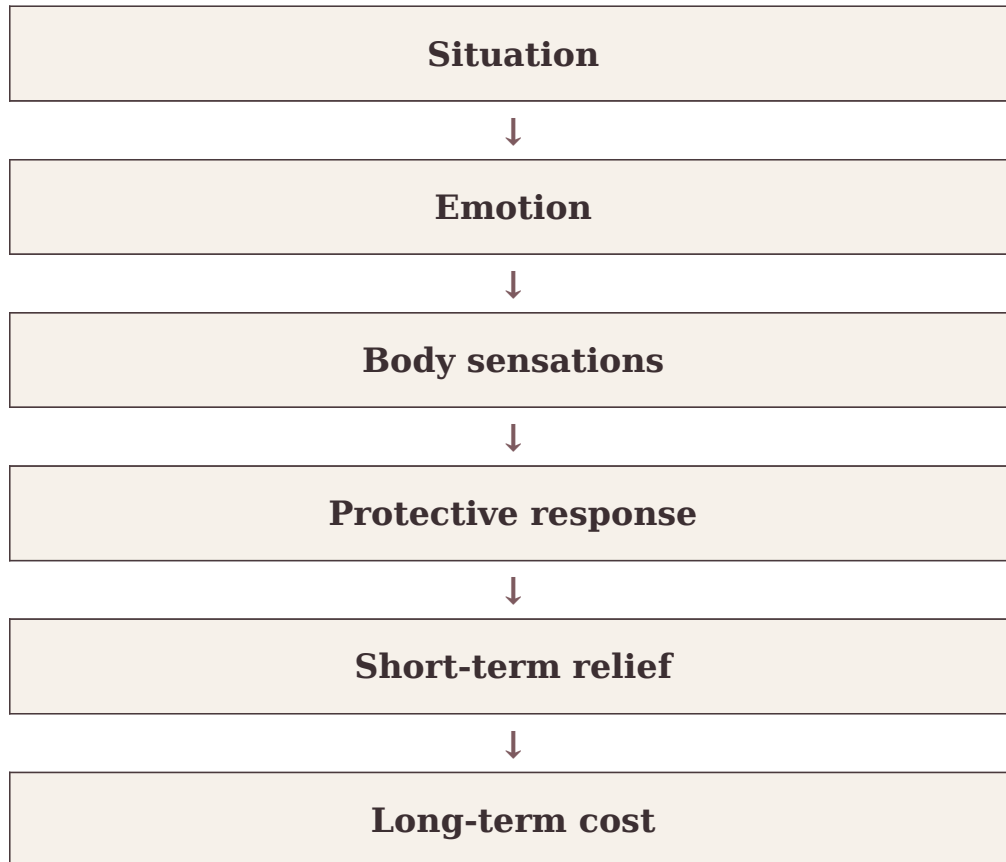 Situation
↓
Emotion
↓
Body sensations
↓
Protective response
↓
Short-term relief
↓
Long-term cost